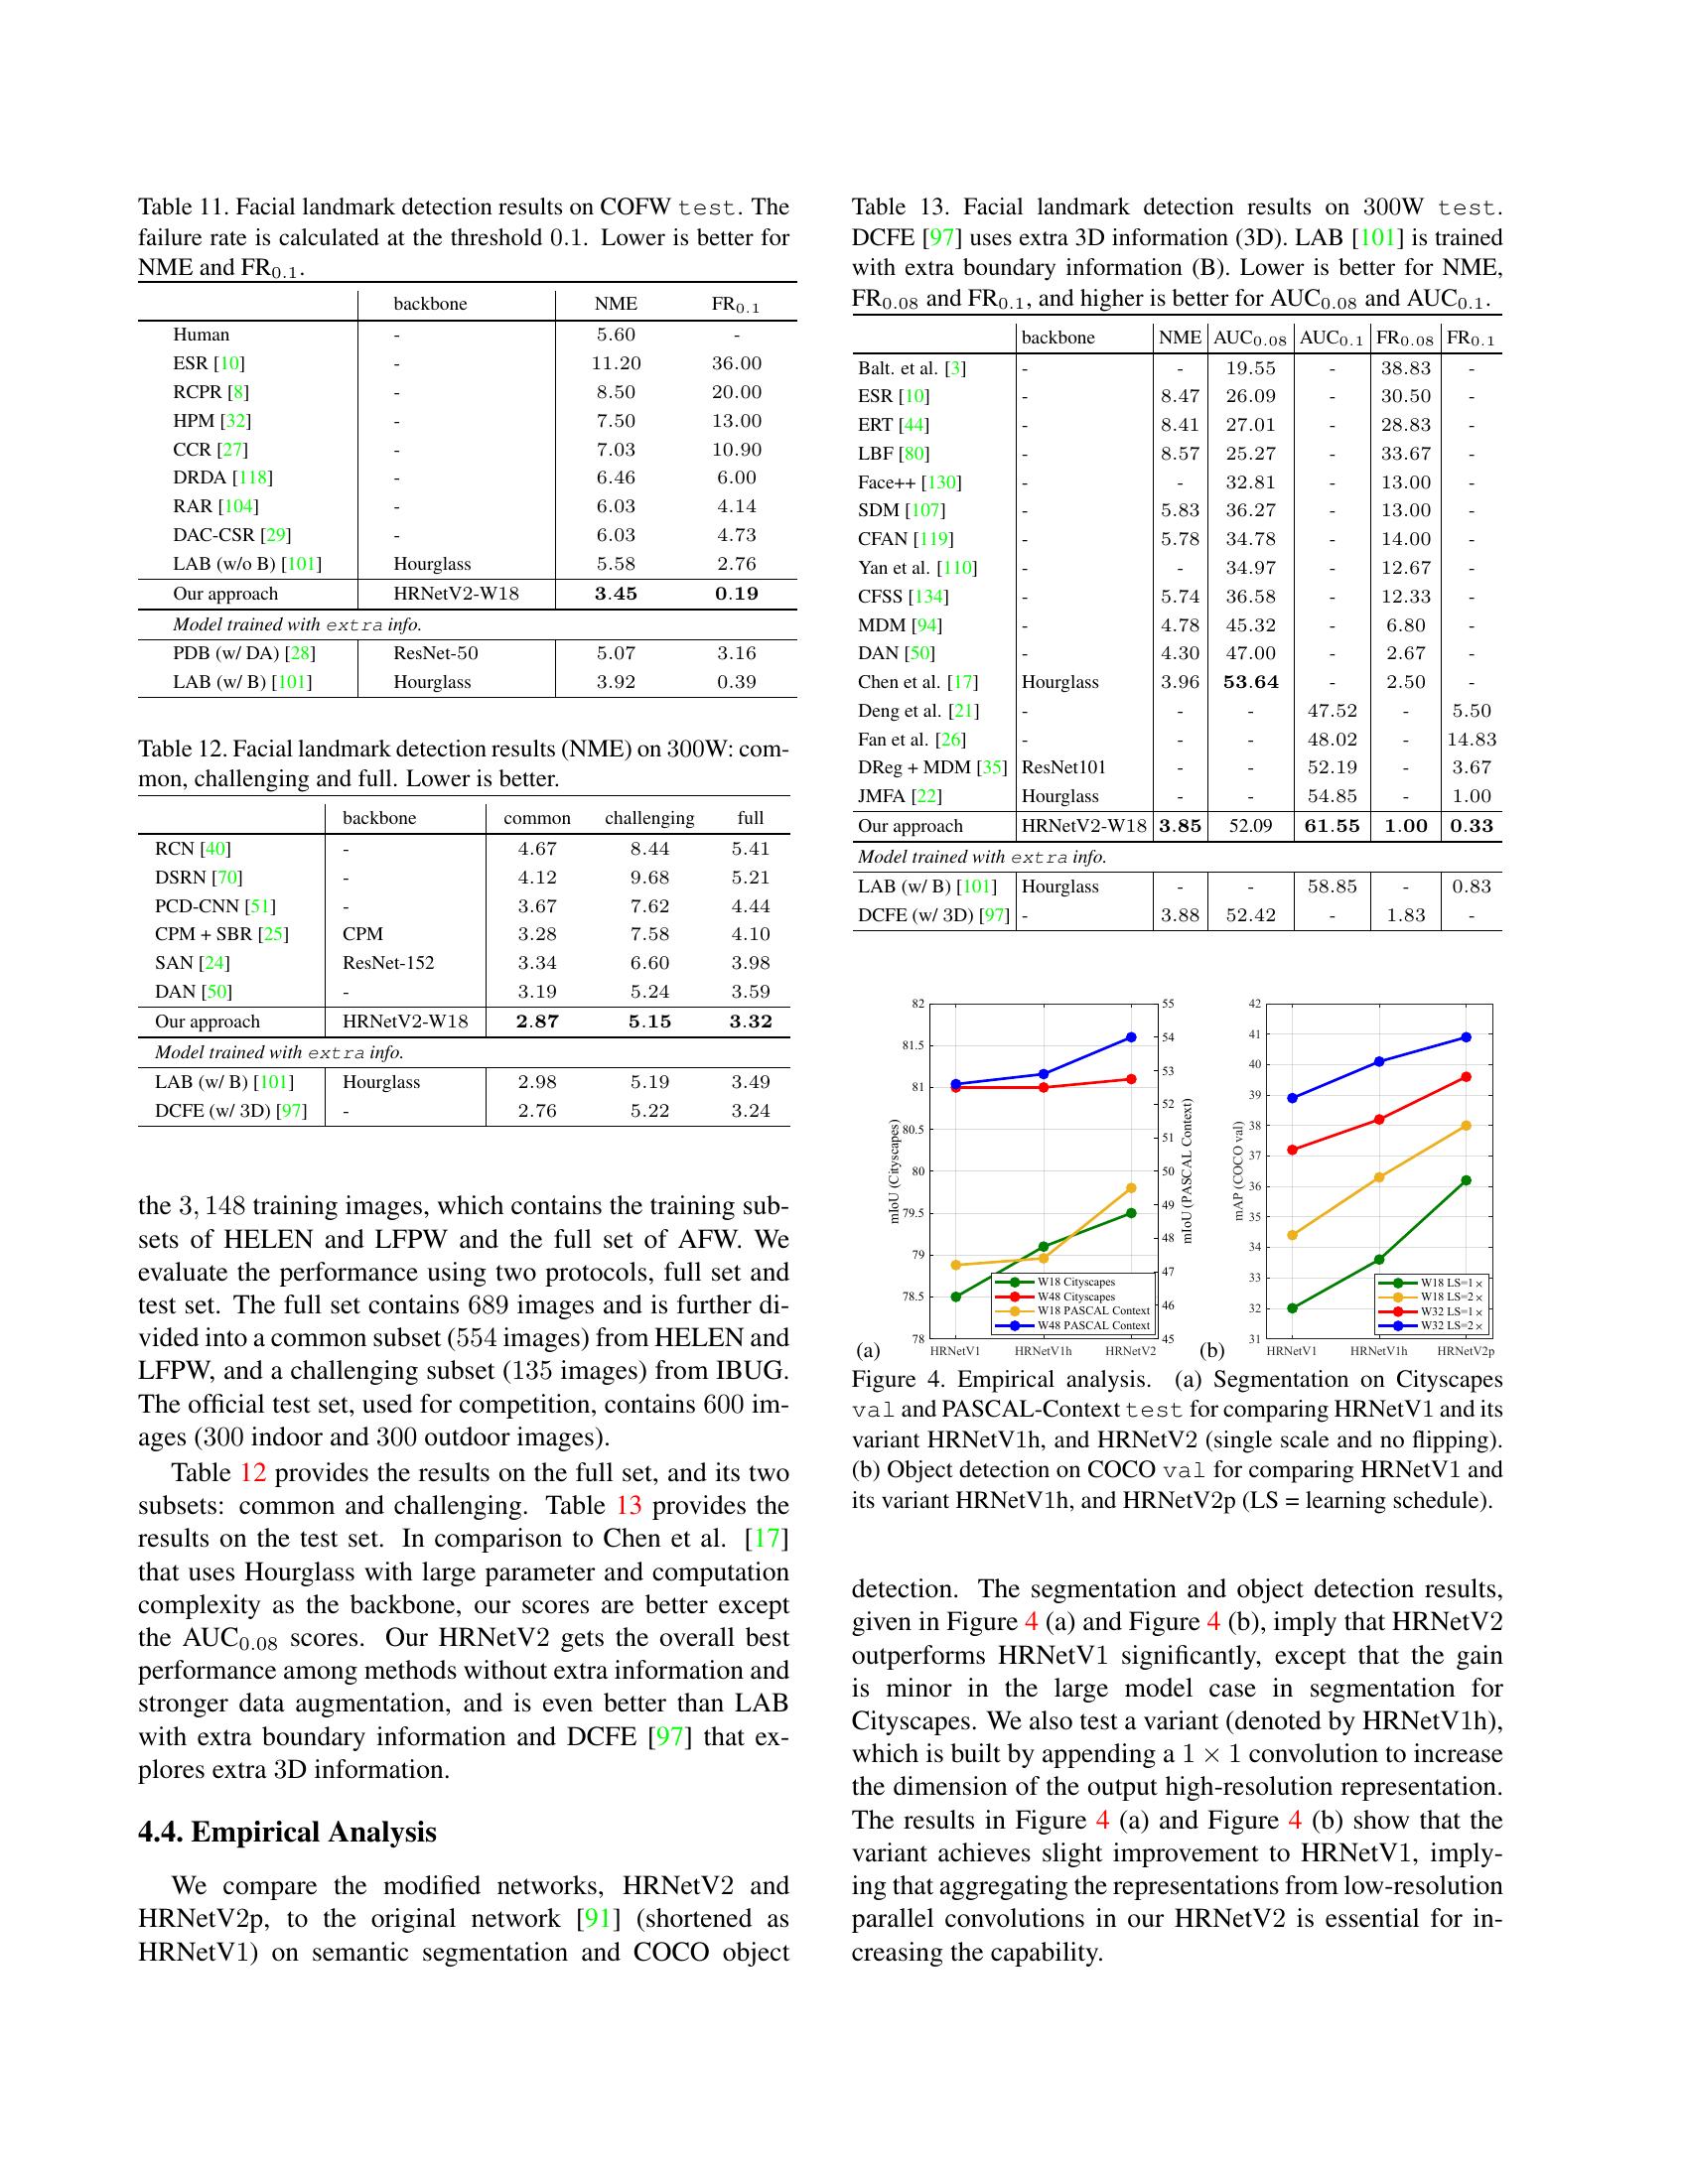 Table 11. Facial landmark detection results on COFW test. The
failure rate is calculated at the threshold 0.1. Lower is better for
NME and FR0.1.
backbone NME FR0.1
Human - 5.60 -
ESR [10] - 11.20 36.00
RCPR [8] - 8.50 20.00
HPM [32] - 7.50 13.00
CCR [27] - 7.03 10.90
DRDA [118] - 6.46 6.00
RAR [104] - 6.03 4.14
DAC-CSR [29] - 6.03 4.73
LAB (w/o B) [101] Hourglass 5.58 2.76
Our approach HRNetV2-W18 3.45 0.19
Model trained with extra info.
PDB (w/ DA) [28] ResNet-50 5.07 3.16
LAB (w/ B) [101] Hourglass 3.92 0.39
Table 12. Facial landmark detection results (NME) on 300W: com-
mon, challenging and full. Lower is better.
backbone common challenging full
RCN [40] - 4.67 8.44 5.41
DSRN [70] - 4.12 9.68 5.21
PCD-CNN [51] - 3.67 7.62 4.44
CPM + SBR [25] CPM 3.28 7.58 4.10
SAN [24] ResNet-152 3.34 6.60 3.98
DAN [50] - 3.19 5.24 3.59
Our approach HRNetV2-W18 2.87 5.15 3.32
Model trained with extra info.
LAB (w/ B) [101] Hourglass 2.98 5.19 3.49
DCFE (w/ 3D) [97] - 2.76 5.22 3.24
the 3, 148 training images, which contains the training sub-
sets of HELEN and LFPW and the full set of AFW. We
evaluate the performance using two protocols, full set and
test set. The full set contains 689 images and is further di-
vided into a common subset (554 images) from HELEN and
LFPW, and a challenging subset (135 images) from IBUG.
The official test set, used for competition, contains 600 im-
ages (300 indoor and 300 outdoor images).
Table 12 provides the results on the full set, and its two
subsets: common and challenging. Table 13 provides the
results on the test set. In comparison to Chen et al. [17]
that uses Hourglass with large parameter and computation
complexity as the backbone, our scores are better except
the AUC0.08 scores. Our HRNetV2 gets the overall best
performance among methods without extra information and
stronger data augmentation, and is even better than LAB
with extra boundary information and DCFE [97] that ex-
plores extra 3D information.
4.4. Empirical Analysis
We compare the modified networks, HRNetV2 and
HRNetV2p, to the original network [91] (shortened as
HRNetV1) on semantic segmentation and COCO object
Table 13. Facial landmark detection results on 300W test.
DCFE [97] uses extra 3D information (3D). LAB [101] is trained
with extra boundary information (B). Lower is better for NME,
FR0.08 and FR0.1, and higher is better for AUC0.08 and AUC0.1.
backbone NME AUC0.08 AUC0.1 FR0.08 FR0.1
Balt. et al. [3] - - 19.55 - 38.83 -
ESR [10] - 8.47 26.09 - 30.50 -
ERT [44] - 8.41 27.01 - 28.83 -
LBF [80] - 8.57 25.27 - 33.67 -
Face++ [130] - - 32.81 - 13.00 -
SDM [107] - 5.83 36.27 - 13.00 -
CFAN [119] - 5.78 34.78 - 14.00 -
Yan et al. [110] - - 34.97 - 12.67 -
CFSS [134] - 5.74 36.58 - 12.33 -
MDM [94] - 4.78 45.32 - 6.80 -
DAN [50] - 4.30 47.00 - 2.67 -
Chen et al. [17] Hourglass 3.96 53.64 - 2.50 -
Deng et al. [21] - - - 47.52 - 5.50
Fan et al. [26] - - - 48.02 - 14.83
DReg + MDM [35] ResNet101 - - 52.19 - 3.67
JMFA [22] Hourglass - - 54.85 - 1.00
Our approach HRNetV2-W18 3.85 52.09 61.55 1.00 0.33
Model trained with extra info.
LAB (w/ B) [101] Hourglass - - 58.85 - 0.83
DCFE (w/ 3D) [97] - 3.88 52.42 - 1.83 -
82
81.5
81
80.5
80
79.5
79
78.5
78
mIoU (Cityscapes)
55
54
53
52
51
50
49
48
47
46
45
mIoU (PASCAL Context)
W18 Cityscapes
W48 Cityscapes
W18 PASCAL Context
W48 PASCAL Context
(a) HRNetV1 HRNetV1h HRNetV2
42
41
40
39
38
37
36
35
34
33
32
31
mAP (COCO val)
W18 LS=1×
W18 LS=2×
W32 LS=1×
W32 LS=2×
(b) HRNetV1 HRNetV1h HRNetV2p
Figure 4. Empirical analysis. (a) Segmentation on Cityscapes
val and PASCAL-Context test for comparing HRNetV1 and its
variant HRNetV1h, and HRNetV2 (single scale and no flipping).
(b) Object detection on COCO val for comparing HRNetV1 and
its variant HRNetV1h, and HRNetV2p (LS = learning schedule).
detection. The segmentation and object detection results,
given in Figure 4 (a) and Figure 4 (b), imply that HRNetV2
outperforms HRNetV1 significantly, except that the gain
is minor in the large model case in segmentation for
Cityscapes. We also test a variant (denoted by HRNetV1h),
which is built by appending a 1 × 1 convolution to increase
the dimension of the output high-resolution representation.
The results in Figure 4 (a) and Figure 4 (b) show that the
variant achieves slight improvement to HRNetV1, imply-
ing that aggregating the representations from low-resolution
parallel convolutions in our HRNetV2 is essential for in-
creasing the capability.